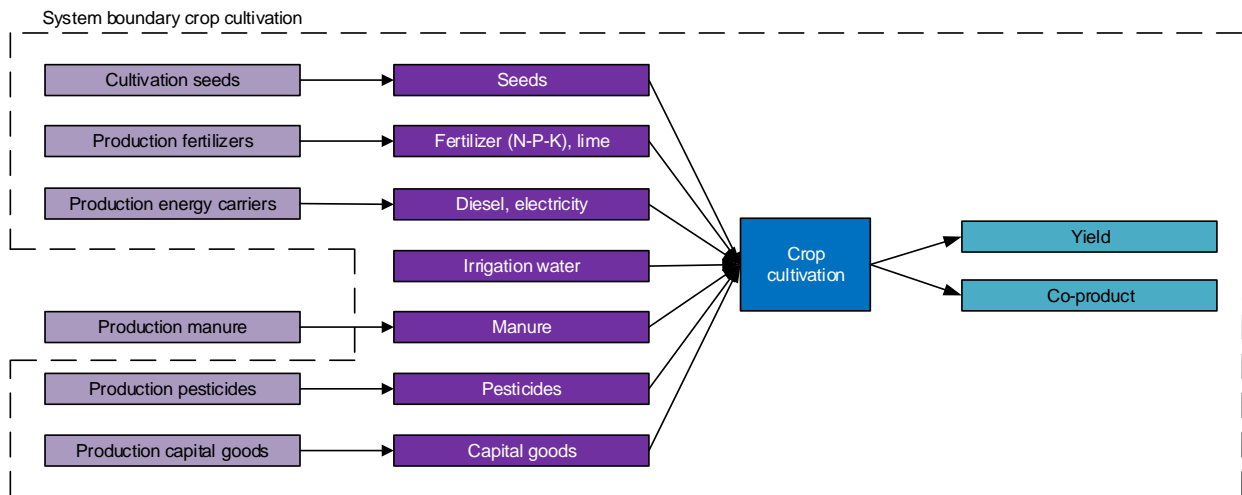 System boundary crop cultivation
Cultivation seeds
Seeds
Production fertilizers
Fertilizer (N-P-K), lime
Production energy carriers
Diesel, electricity
Irrigation water
Production manure
Manure
Production pesticides
Pesticides
Production capital goods
Capital goods
Crop
cultivation
Yield
Co-product